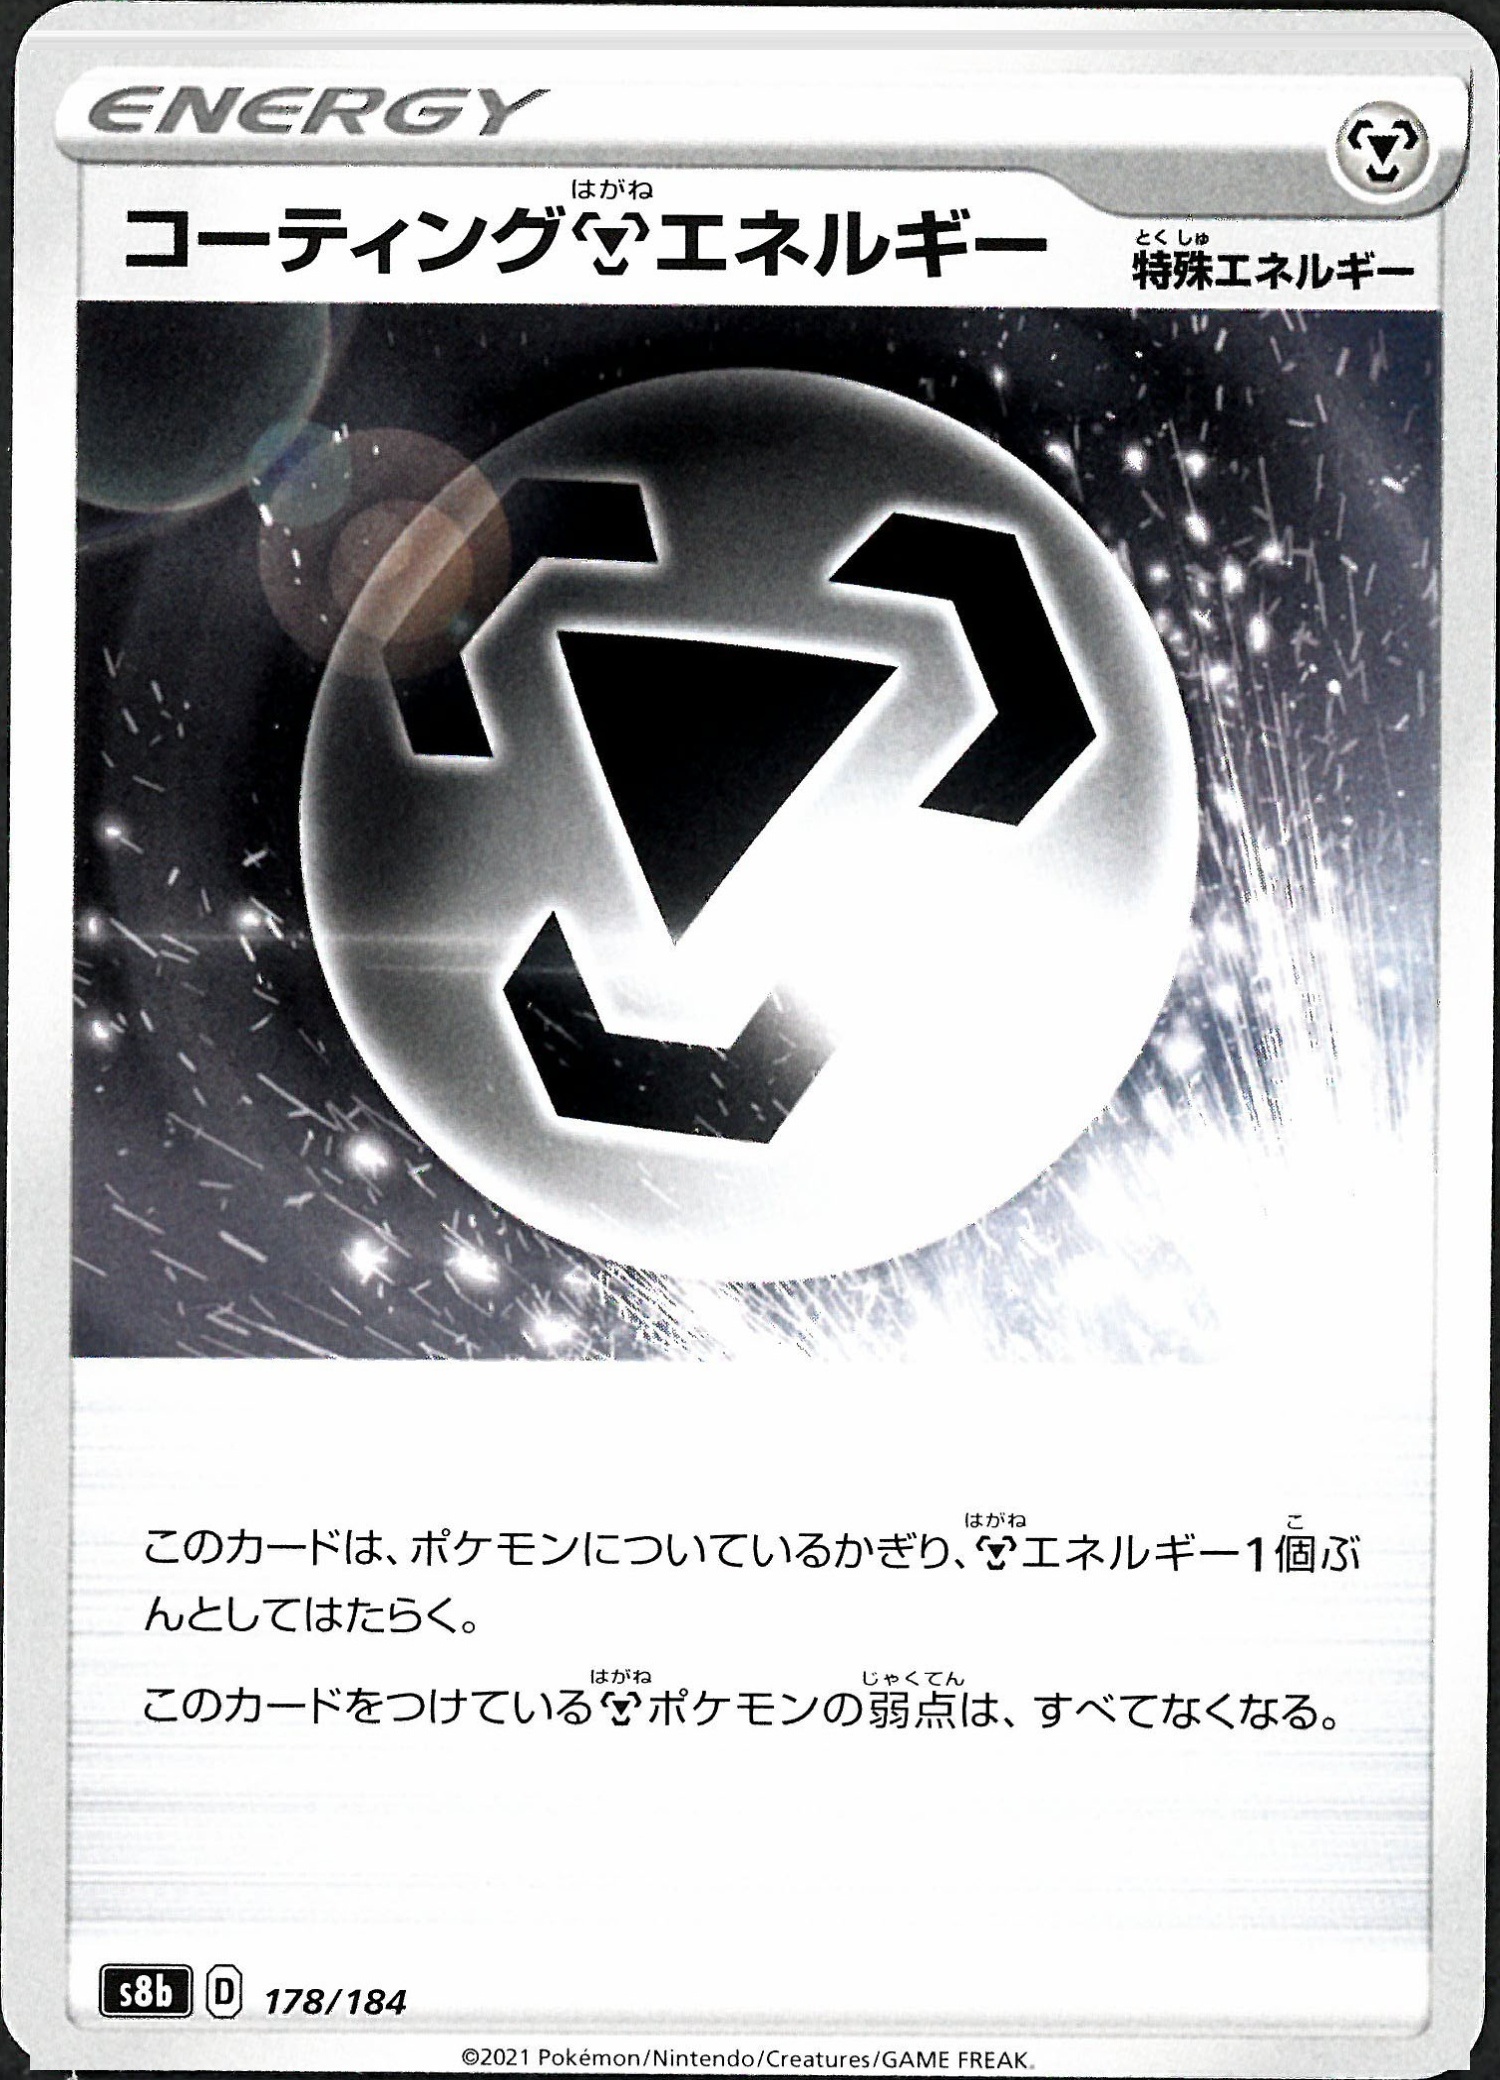 ENERGY
はがね
コーティングエネルギー
とくしゅ
特殊エネルギー
はがね こ
このカードは、ポケモンについているかぎり、エネルギー1個ぶ
んとしてはたらく。
はがね じゃくてん
このカードをつけているポケモンの弱点は、すべてなくなる。
s8b D 178/184
©2021 Pokémon/Nintendo/Creatures/GAME FREAK.